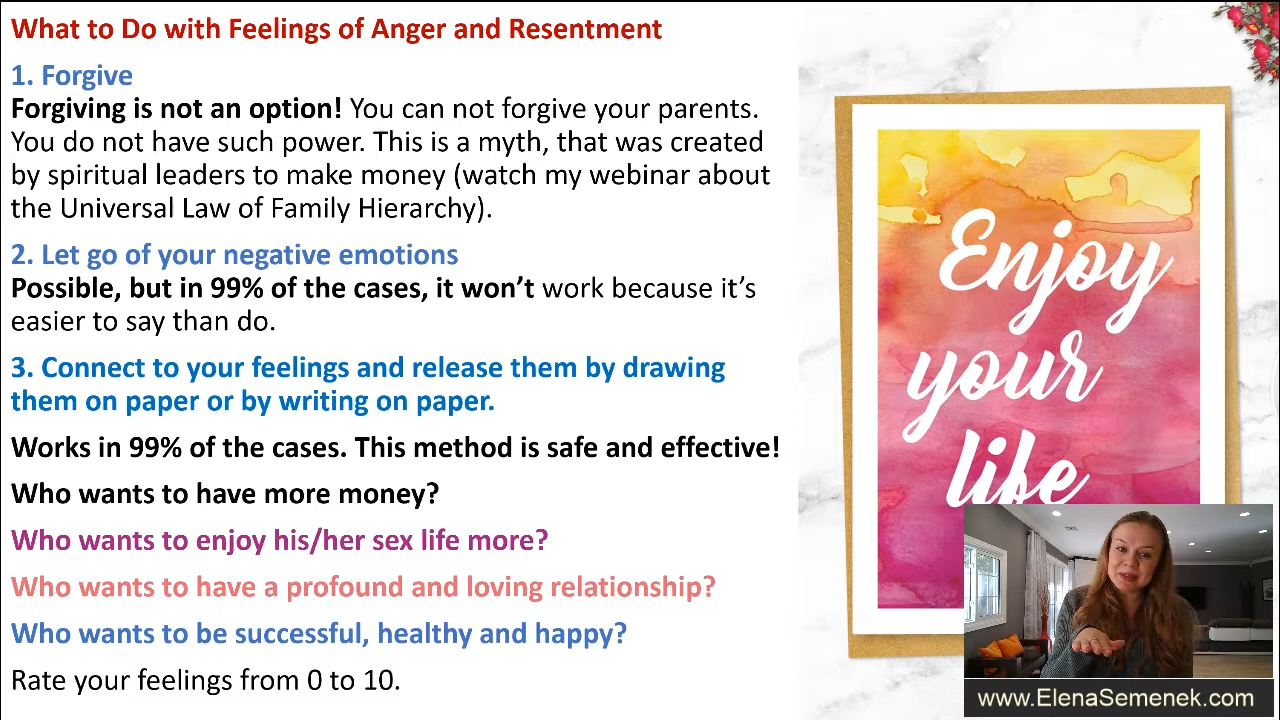 What to Do with Feelings of Anger and Resentment
1. Forgive
Forgiving is not an option! You can not forgive your parents.
You do not have such power. This is a myth, that was created
by spiritual leaders to make money (watch my webinar about
the Universal Law of Family Hierarchy).
2. Let go of your negative emotions
Possible, but in 99% of the cases, it won’t work because it’s
easier to say than do.
3. Connect to your feelings and release them by drawing
them on paper or by writing on paper.
Works in 99% of the cases. This method is safe and effective!
Who wants to have more money?
Who wants to enjoy his/her sex life more?
Who wants to have a profound and loving relationship?
Who wants to be successful, healthy and happy?
Rate your feelings from 0 to 10.
Enjoy
your
life
www.ElenaSemenek.com